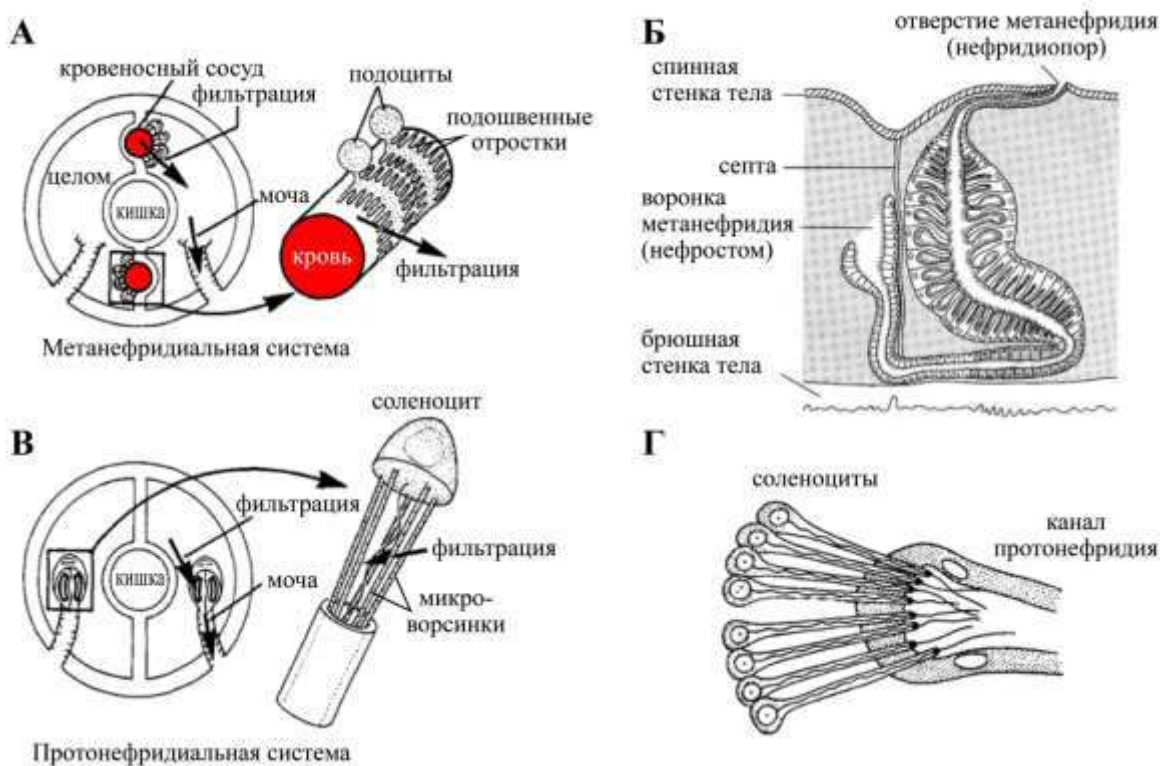 А
кровеносный сосуд
фильтрация
целом
кишка
моча
подоциты
подошвенные
отростки
кровь
фильтрация
Метанефридиальная система
Б
отверстие метанефридия
(нефридиопор)
спинная
стенка тела
септа
воронка
метанефридия
(нефростом)
брюшная
стенка тела
В
соленоцит
фильтрация
кишка
моча
фильтрация
микро-
ворсинки
Протонефридиальная система
Г
соленоциты
канал
протонефридия